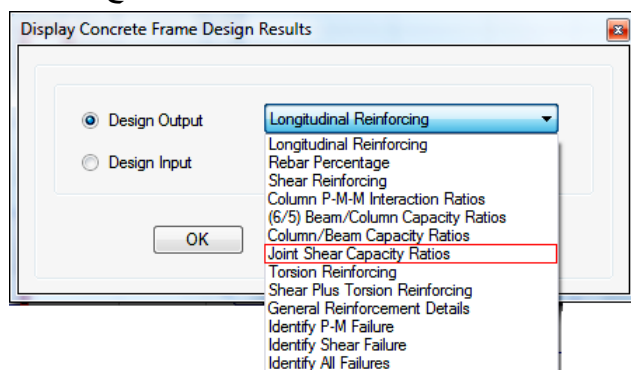 Display Concrete Frame Design Results
Design Output
Longitudinal Reinforcing
Design Input
Longitudinal Reinforcing
Rebar Percentage
Shear Reinforcing
Column P-M-M Interaction Ratios
(6/5) Beam/Column Capacity Ratios
Column/Beam Capacity Ratios
Joint Shear Capacity Ratios
Torsion Reinforcing
Shear Plus Torsion Reinforcing
General Reinforcement Details
Identify P-M Failure
Identify Shear Failure
Identify All Failures
OK